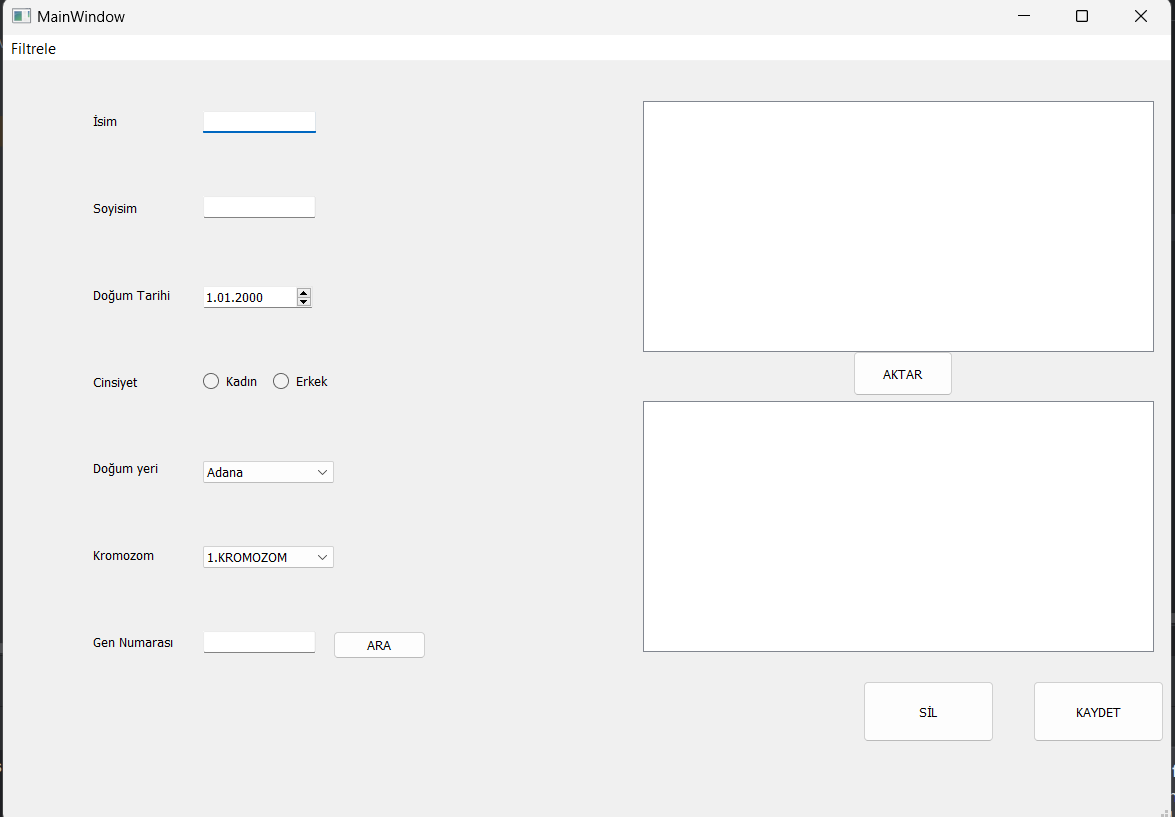 MainWindow
Filtrele
İsim
Soyisim
Doğum Tarihi 1.01.2000
Cinsiyet Kadın Erkek
Doğum yeri Adana
Kromozom 1.KROMOZOM
Gen Numarası ARA
AKTAR
SİL KAYDET